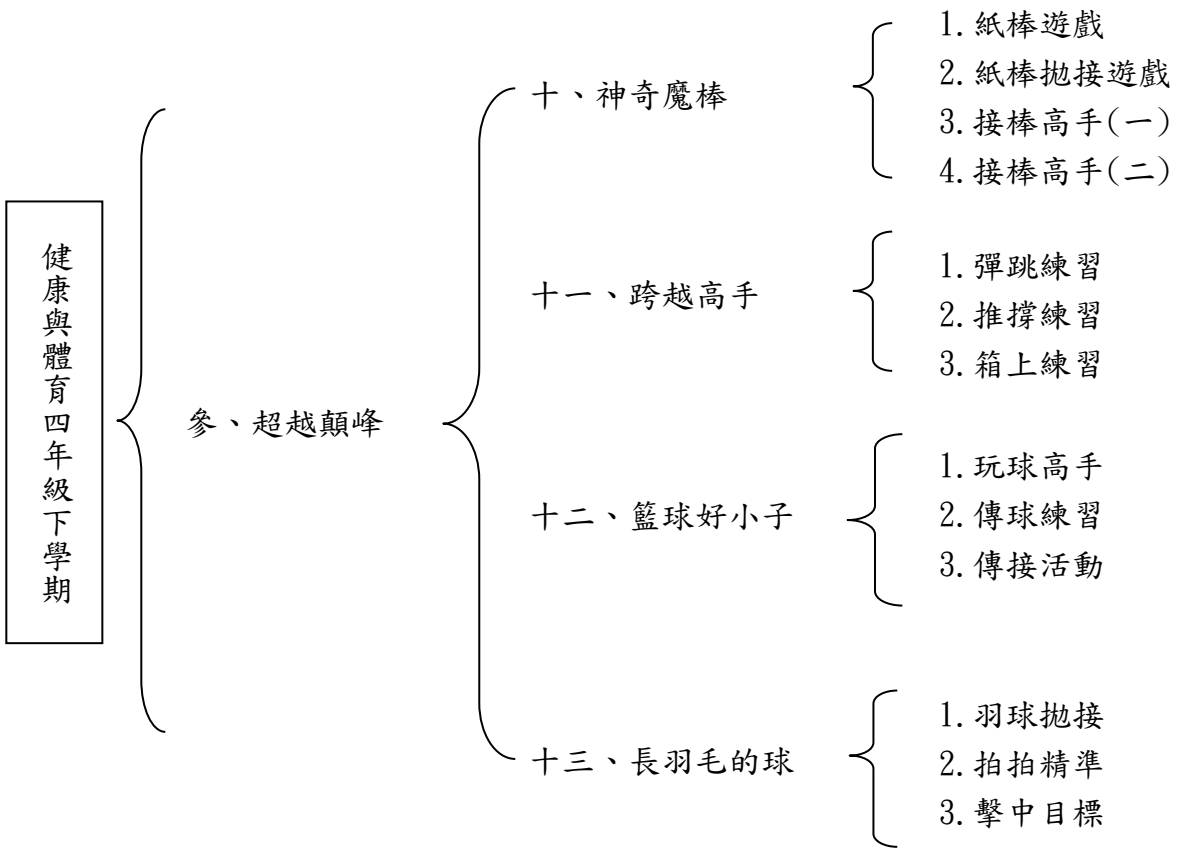 健康與體育四年級下學期
參、超越顛峰
十、神奇魔棒
1.紙棒遊戲
2.紙棒拋接遊戲
3.接棒高手(一)
4.接棒高手(二)
十一、跨越高手
1.彈跳練習
2.推撐練習
3.箱上練習
十二、籃球好小子
1.玩球高手
2.傳球練習
3.傳接活動
十三、長羽毛的球
1.羽球拋接
2.拍拍精準
3.擊中目標